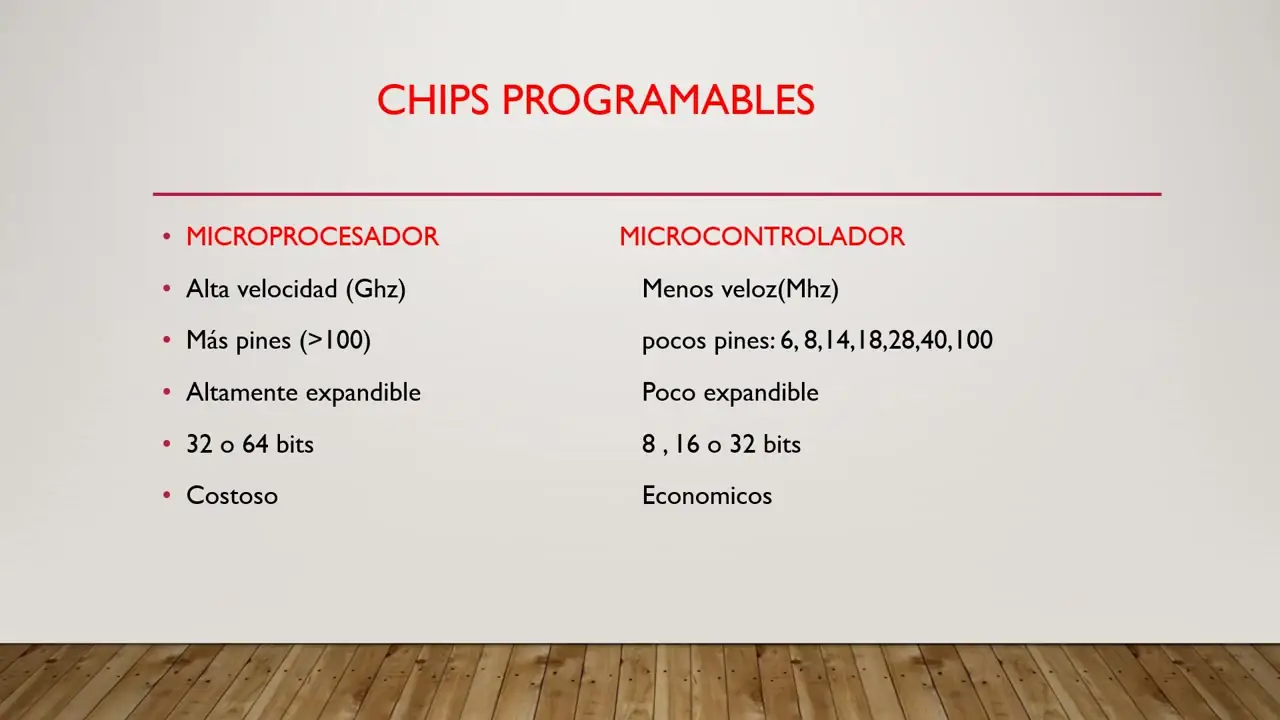 CHIPS PROGRAMABLES
• MICROPROCESADOR MICROCONTROLADOR
• Alta velocidad (Ghz) Menos veloz(Mhz)
• Más pines (>100) pocos pines: 6, 8,14,18,28,40,100
• Altamente expandible Poco expandible
• 32 o 64 bits 8 , 16 o 32 bits
• Costoso Economicos